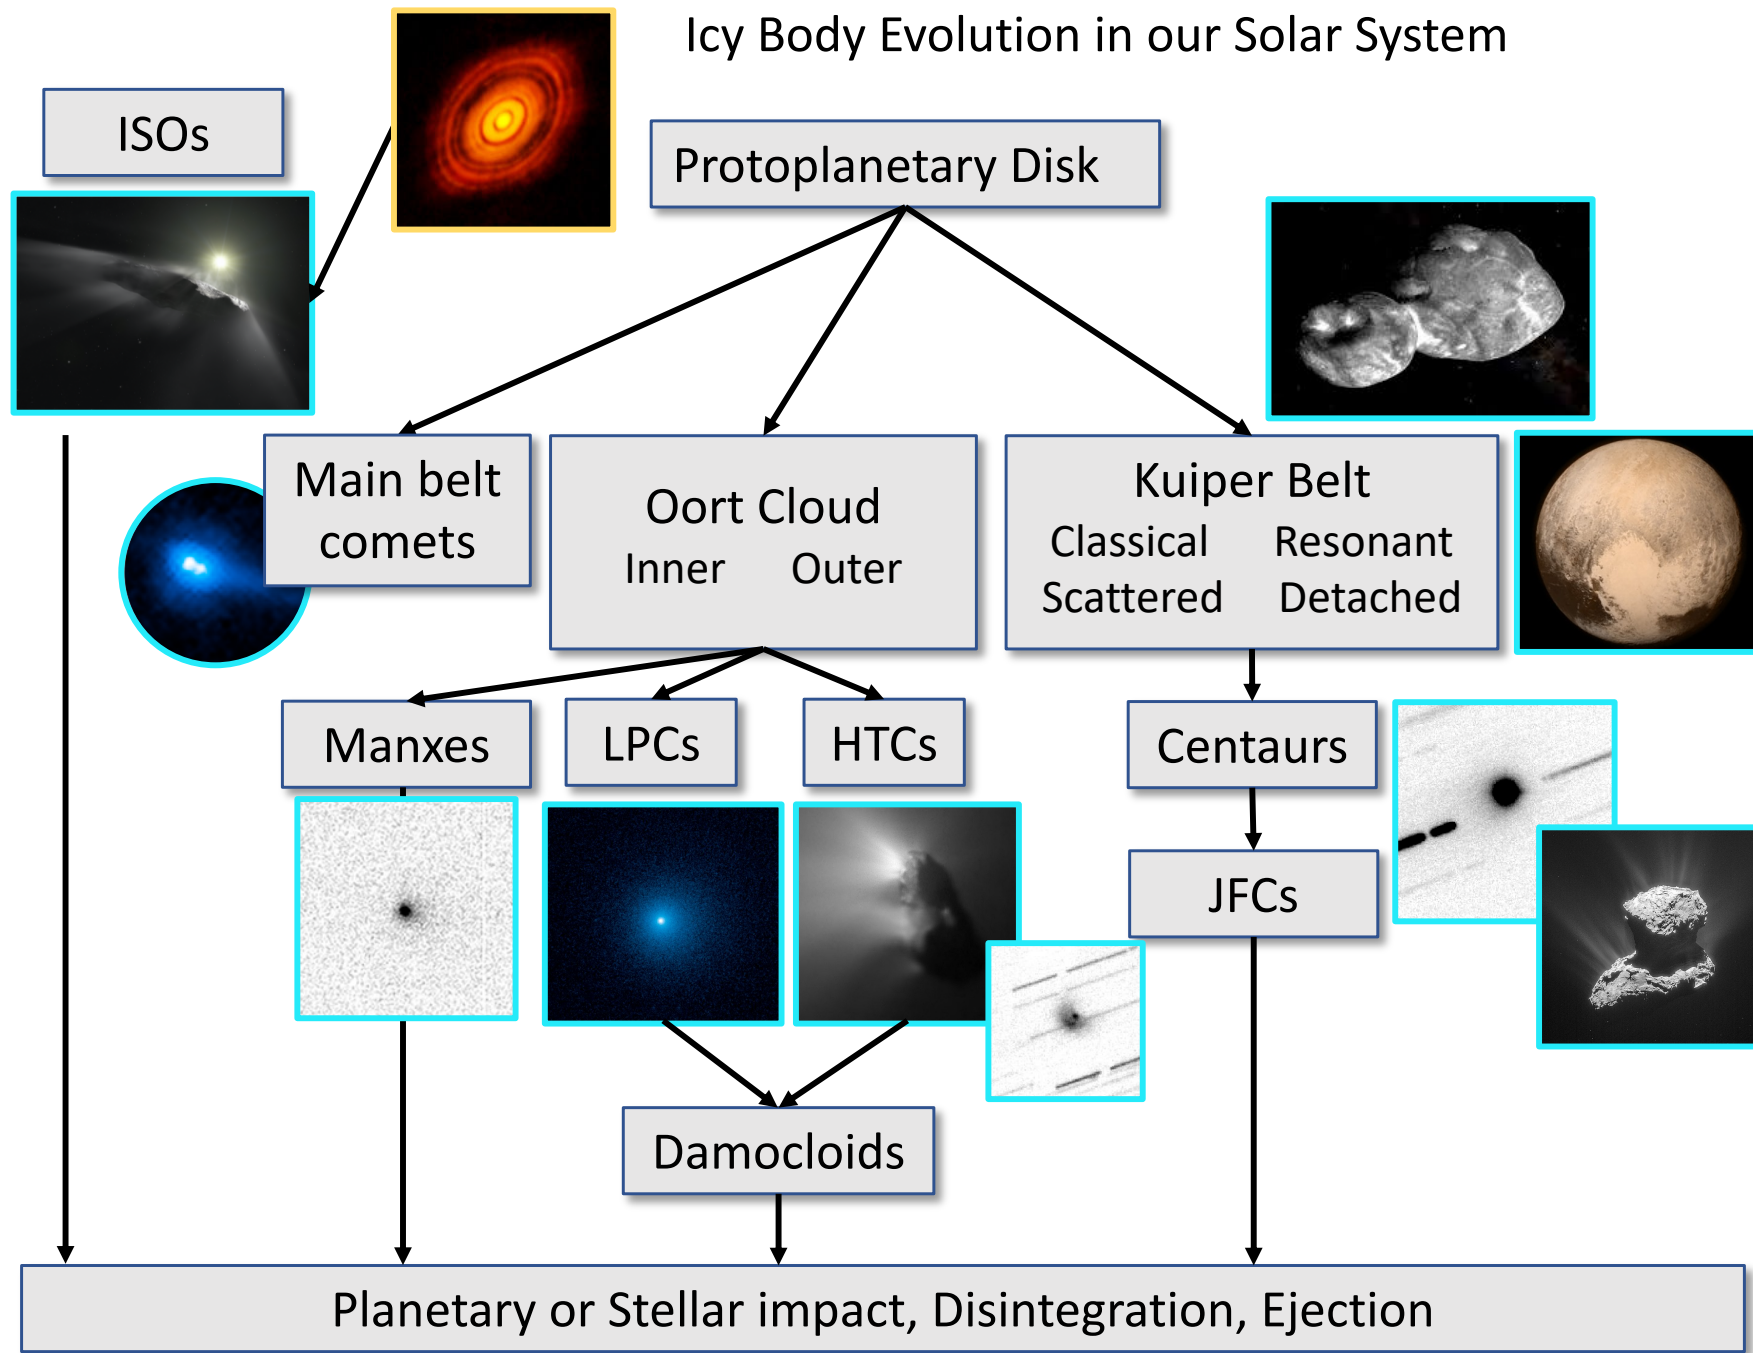 Icy Body Evolution in our Solar System
ISOs
Protoplanetary Disk
Main belt
comets
Oort Cloud
Inner Outer
Kuiper Belt
Classical Resonant
Scattered Detached
Manxes
LPCs
HTCs
Centaurs
JFCs
Damocloids
Planetary or Stellar impact, Disintegration, Ejection